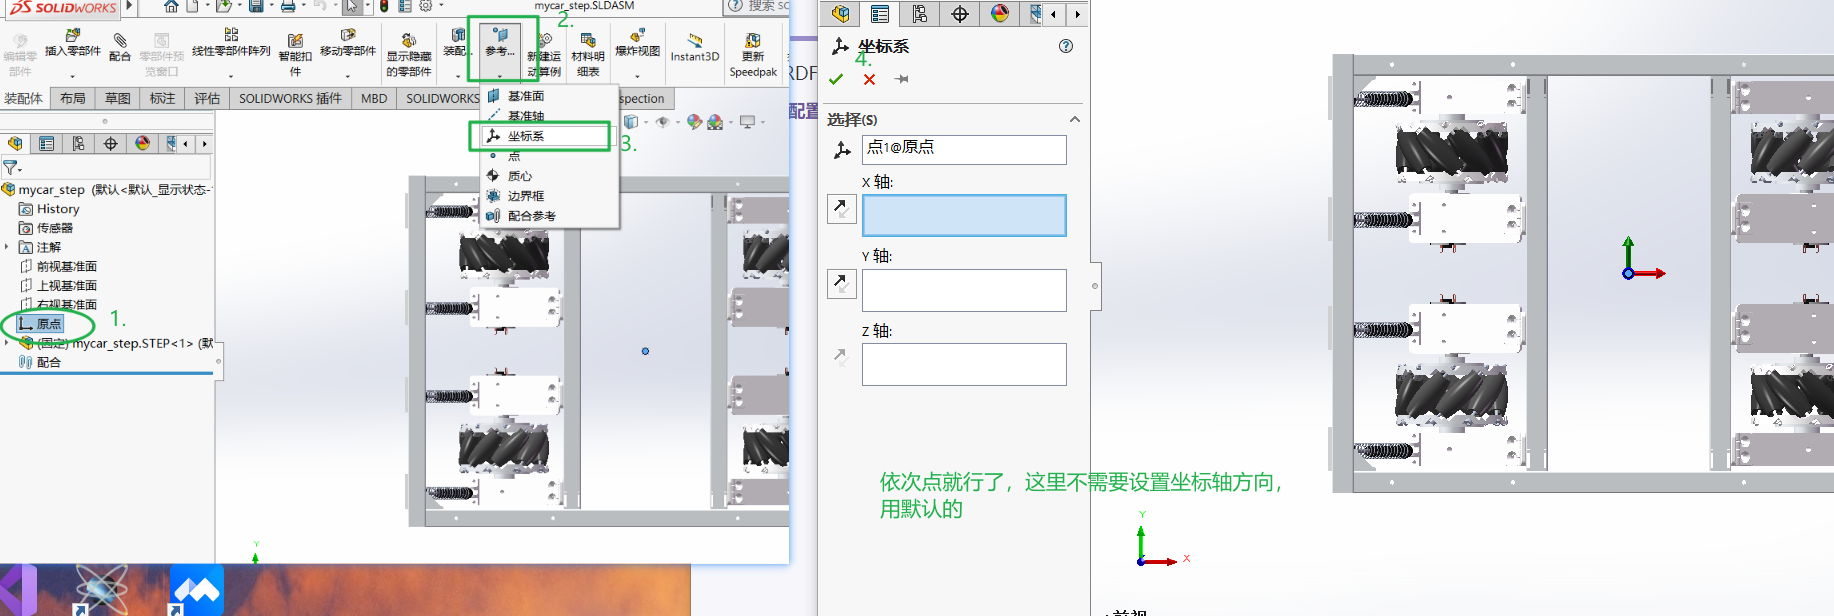 SOLIDWORKS
mycar_step.SLDASM
搜索 SO
2.
编辑零部件
插入零部件
配合
零部件预览窗口
线性零部件阵列
智能扣件
移动零部件
显示隐藏的零部件
装配...
参考...
新建运动算例
材料明细表
爆炸视图
Instant3D
更新 Speedpak
装配体
布局
草图
标注
评估
SOLIDWORKS 插件
MBD
SOLIDWORKS
spection
基准面
基准轴
坐标系
3.
点
质心
边界框
配合参考
mycar_step (默认<默认_显示状态-
History
传感器
注解
前视基准面
上视基准面
右视基准面
原点
1.
(固定) mycar_step.STEP<1> (默
配合
Y
RDF
配置
坐标系
4.
选择(S)
点1@原点
X 轴:
Y 轴:
Z 轴:
依次点就行了，这里不需要设置坐标轴方向，
用默认的
Y
X
前视